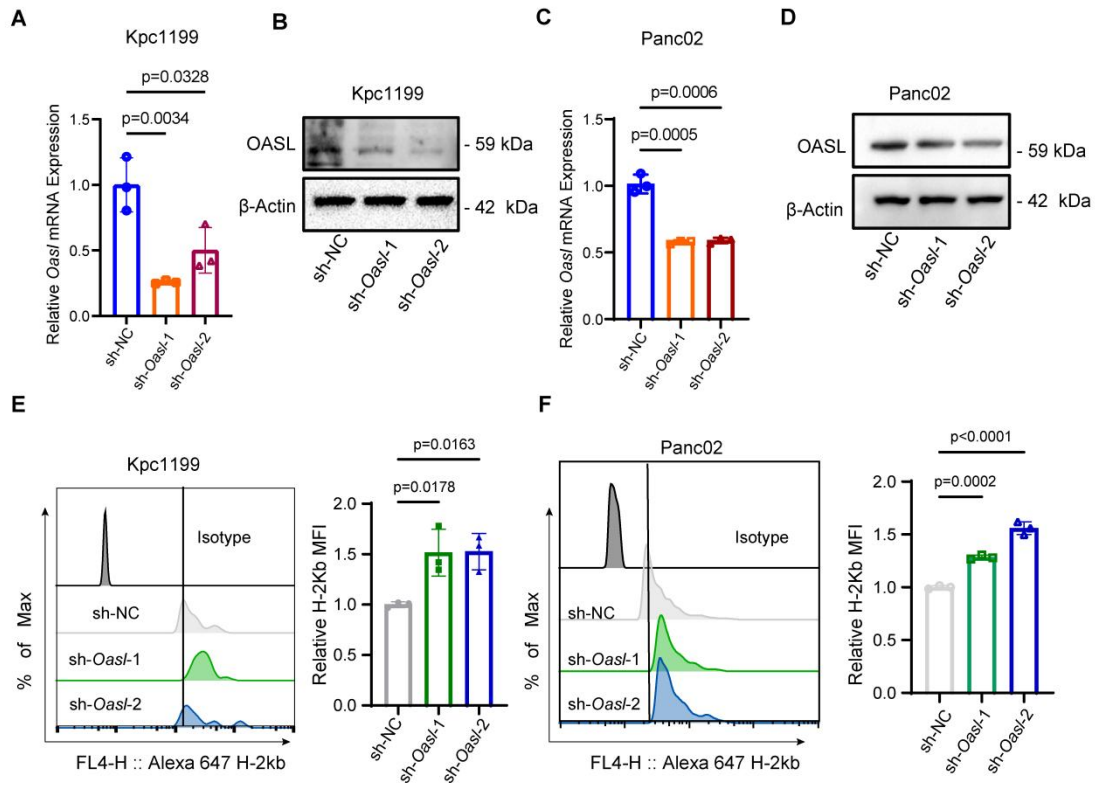 A
Kpc1199
p=0.0328
p=0.0034
Relative Oasl mRNA Expression
1.5
1.0
0.5
0.0
sh-NC
sh-Oasl-1
sh-Oasl-2
B
Kpc1199
OASL
- 59 kDa
β-Actin
- 42 kDa
sh-NC
sh-Oasl-1
sh-Oasl-2
C
Panc02
p=0.0006
p=0.0005
Relative Oasl mRNA Expression
1.5
1.0
0.5
0.0
sh-NC
sh-Oasl-1
sh-Oasl-2
D
Panc02
OASL
- 59 kDa
β-Actin
- 42 kDa
sh-NC
sh-Oasl-1
sh-Oasl-2
E
Kpc1199
Isotype
sh-NC
sh-Oasl-1
sh-Oasl-2
% of Max
FL4-H :: Alexa 647 H-2kb
p=0.0163
p=0.0178
Relative H-2Kb MFI
2.0
1.5
1.0
0.5
0.0
sh-NC
sh-Oasl-1
sh-Oasl-2
F
Panc02
Isotype
sh-NC
sh-Oasl-1
sh-Oasl-2
% of Max
FL4-H :: Alexa 647 H-2kb
p<0.0001
p=0.0002
Relative H-2Kb MFI
2.0
1.5
1.0
0.5
0.0
sh-NC
sh-Oasl-1
sh-Oasl-2